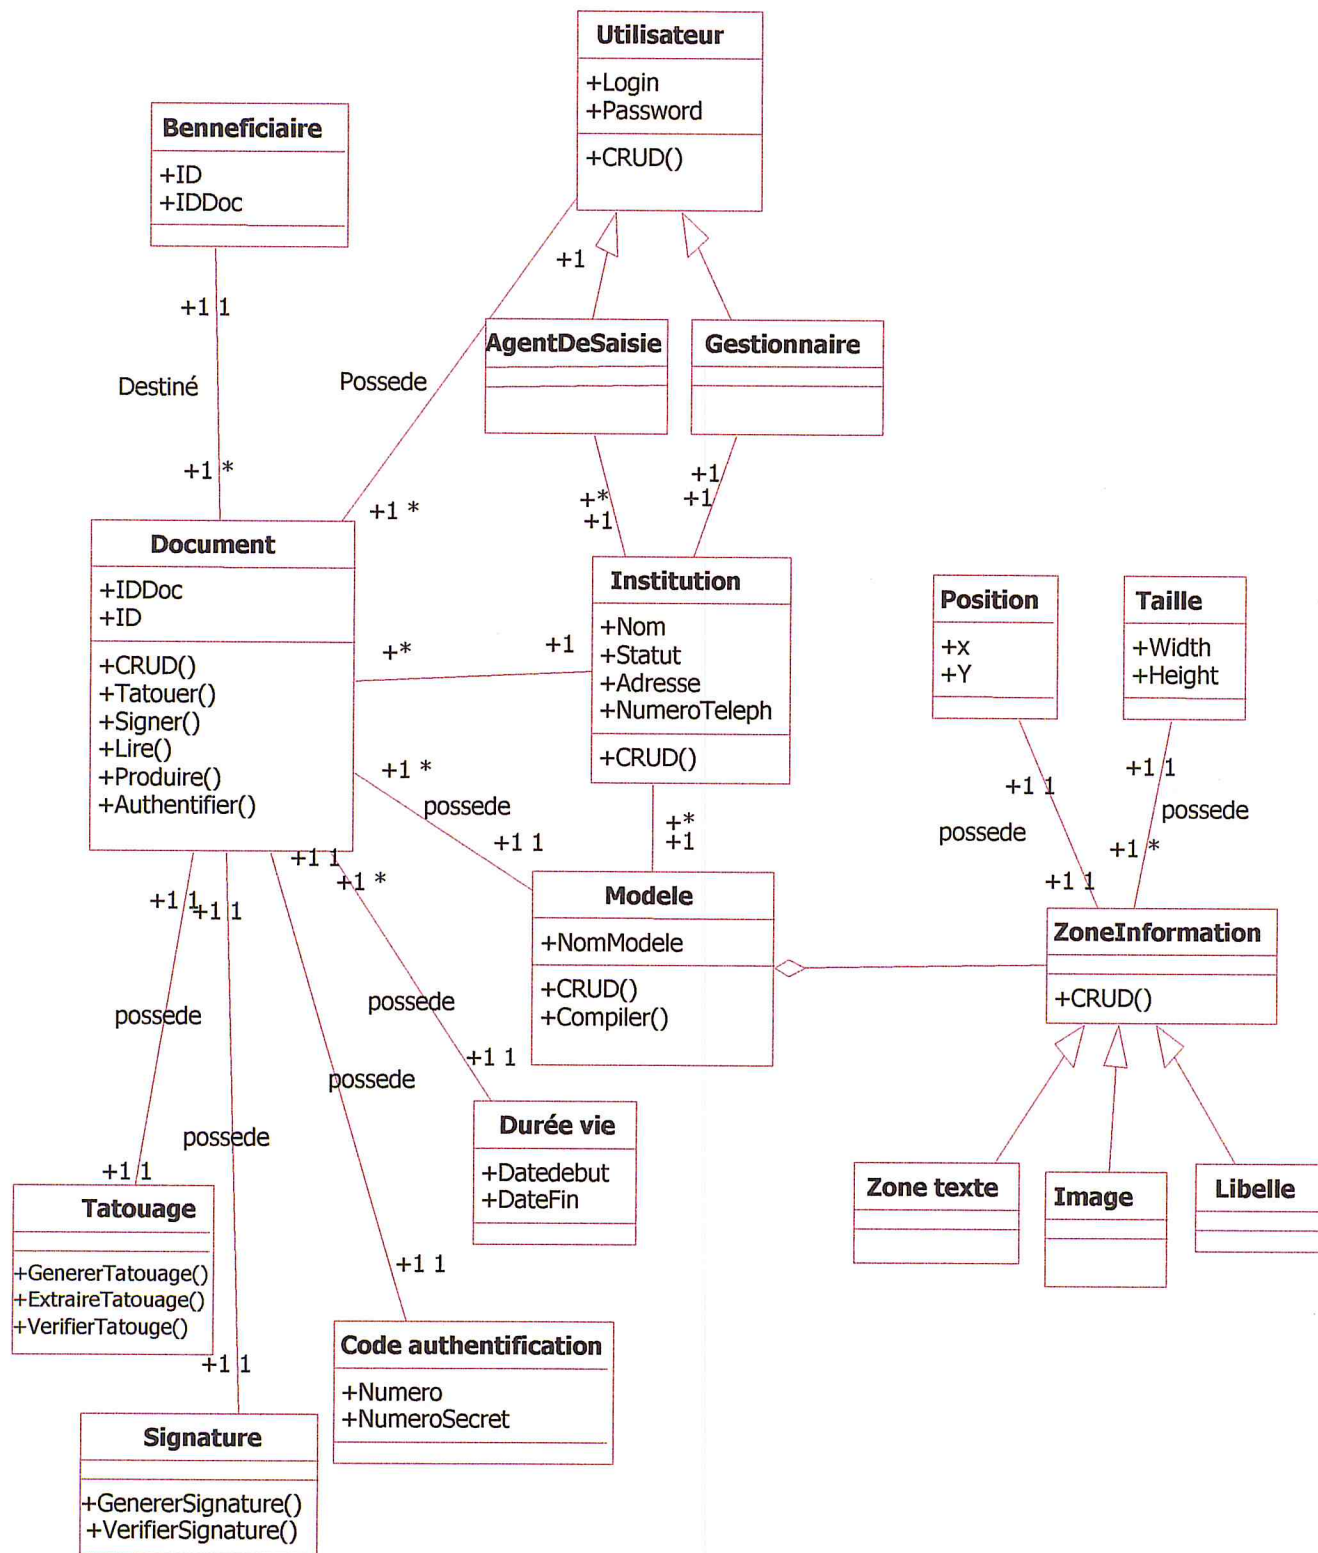 Utilisateur
+Login
+Password
+CRUD()
Benneficiaire
+ID
+IDDoc
+1
+1 1
AgentDeSaisie
Gestionnaire
Destiné
Possede
+1 *
+1 *
+*
+1
+1
+1
Document
+IDDoc
+ID
+CRUD()
+Tatouer()
+Signer()
+Lire()
+Produire()
+Authentifier()
+*
+1
Institution
+Nom
+Statut
+Adresse
+NumeroTeleph
+CRUD()
Position
+x
+Y
Taille
+Width
+Height
+1 *
possede
+1 1
+*
+1
+1 1
possede
+1 1
+1 1
possede
+1 *
+1 1
+1 1
+1 1
+1 *
Modele
+NomModele
+CRUD()
+Compiler()
ZoneInformation
+CRUD()
possede
possede
possede
possede
+1 1
+1 1
+1 1
+1 1
Durée vie
+Datedebut
+DateFin
Zone texte
Image
Libelle
Tatouage
+GenererTatouage()
+ExtraireTatouage()
+VerifierTatouge()
Code authentification
+Numero
+NumeroSecret
Signature
+GenererSignature()
+VerifierSignature()